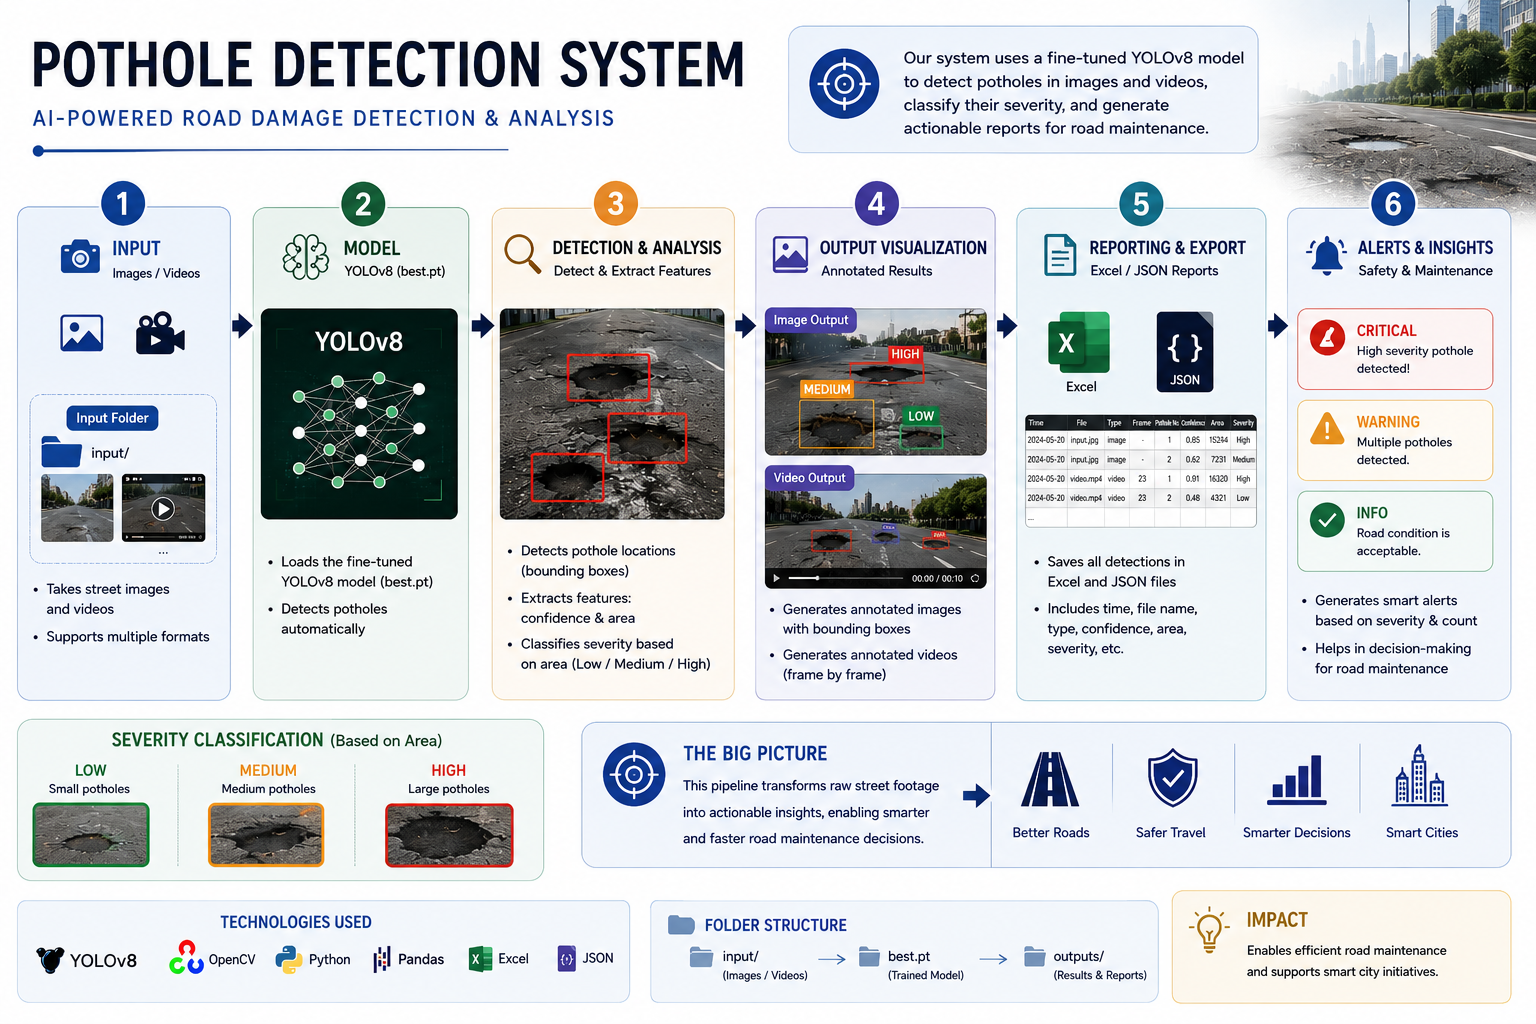 POTHOLE DETECTION SYSTEM
AI-POWERED ROAD DAMAGE DETECTION & ANALYSIS
Our system uses a fine-tuned YOLOv8 model
to detect potholes in images and videos,
classify their severity, and generate
actionable reports for road maintenance.
1
INPUT
Images / Videos
Input Folder
input/
...
• Takes street images
and videos
• Supports multiple formats
2
MODEL
YOLOv8 (best.pt)
YOLOv8
• Loads the fine-tuned
YOLOv8 model (best.pt)
• Detects potholes
automatically
3
DETECTION & ANALYSIS
Detect & Extract Features
• Detects pothole locations
(bounding boxes)
• Extracts features:
confidence & area
• Classifies severity based
on area (Low / Medium / High)
4
OUTPUT VISUALIZATION
Annotated Results
Image Output
HIGH
MEDIUM
LOW
Video Output
00.00 / 00:10
• Generates annotated images
with bounding boxes
• Generates annotated videos
(frame by frame)
5
REPORTING & EXPORT
Excel / JSON Reports
X
Excel
{ }
JSON
Time File Type Frame Pothole No. Confidence Area Severity
2024-05-20 input.jpg image - 1 0.85 15244 High
2024-05-20 input.jpg image - 2 0.62 7231 Medium
2024-05-20 video.mp4 video 23 1 0.91 16320 High
2024-05-20 video.mp4 video 23 2 0.48 4321 Low
...
• Saves all detections in
Excel and JSON files
• Includes time, file name,
type, confidence, area,
severity, etc.
6
ALERTS & INSIGHTS
Safety & Maintenance
CRITICAL
High severity pothole
detected!
WARNING
Multiple potholes
detected.
INFO
Road condition is
acceptable.
• Generates smart alerts
based on severity & count
• Helps in decision-making
for road maintenance
SEVERITY CLASSIFICATION (Based on Area)
LOW
Small potholes
MEDIUM
Medium potholes
HIGH
Large potholes
THE BIG PICTURE
This pipeline transforms raw street footage
into actionable insights, enabling smarter
and faster road maintenance decisions.
Better Roads
Safer Travel
Smarter Decisions
Smart Cities
TECHNOLOGIES USED
YOLOv8
OpenCV
Python
Pandas
X
Excel
JSON
FOLDER STRUCTURE
input/
(Images / Videos)
best.pt
(Trained Model)
outputs/
(Results & Reports)
IMPACT
Enables efficient road maintenance
and supports smart city initiatives.